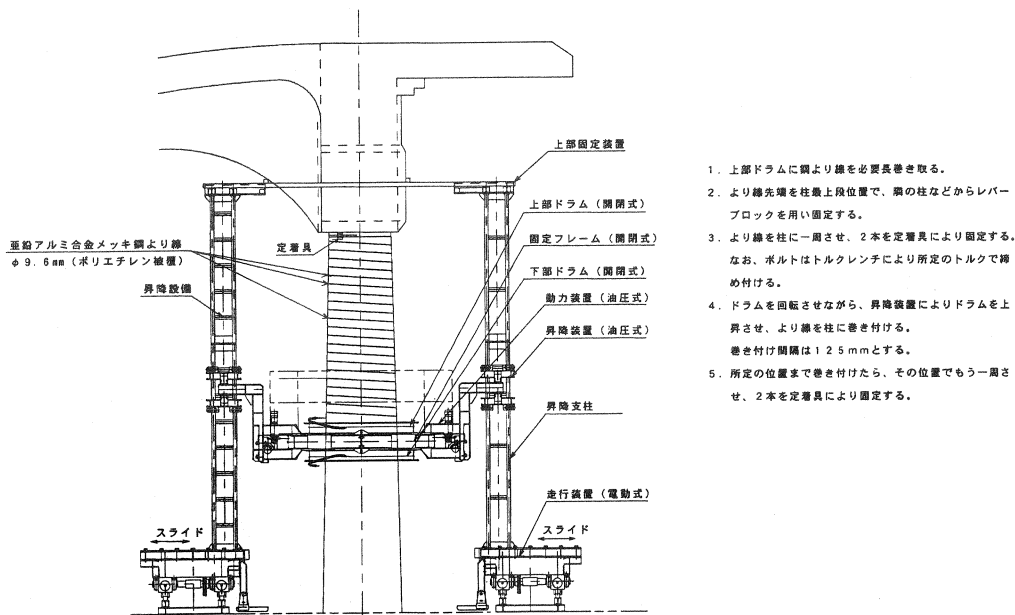 上部固定装置
上部ドラム（開閉式）
固定フレーム（開閉式）
下部ドラム（開閉式）
動力装置（油圧式）
昇降装置（油圧式）
昇降支柱
走行装置（電動式）
スライド
定着具
亜鉛アルミ合金メッキ鋼より線
φ9.6mm（ポリエチレン被覆）
昇降設備
スライド
1．上部ドラムに鋼より線を必要長巻き取る。
2．より線先端を柱最上段位置で、隣の柱などからレバー
ブロックを用い固定する。
3．より線を柱に一周させ、2本を定着具により固定する。
なお、ボルトはトルクレンチにより所定のトルクで締
め付ける。
4．ドラムを回転させながら、昇降装置によりドラムを上
昇させ、より線を柱に巻き付ける。
巻き付け間隔は125mmとする。
5．所定の位置まで巻き付けたら、その位置でもう一周さ
せ、2本を定着具により固定する。